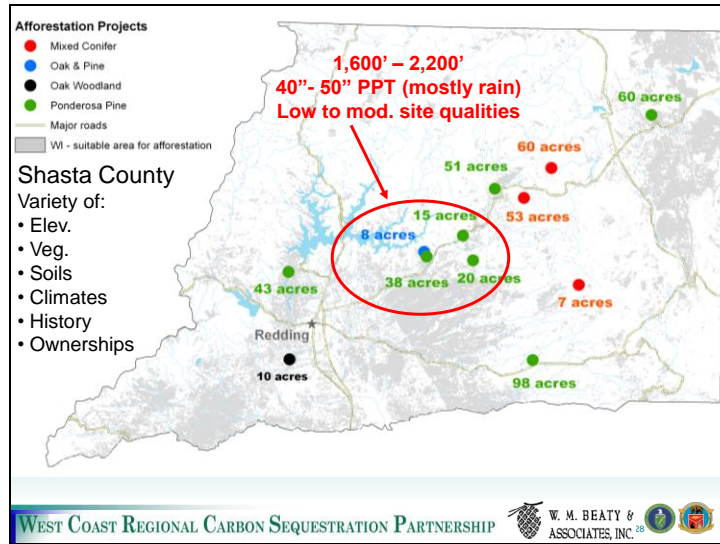 Afforestation Projects
Mixed Conifer
Oak & Pine
Oak Woodland
Ponderosa Pine
Major roads
WI - suitable area for afforestation
Shasta County
Variety of:
• Elev.
• Veg.
• Soils
• Climates
• History
• Ownerships
1,600’ – 2,200’
40”- 50” PPT (mostly rain)
Low to mod. site qualities
60 acres
60 acres
51 acres
53 acres
15 acres
8 acres
38 acres
20 acres
43 acres
7 acres
Redding
10 acres
98 acres
WEST COAST REGIONAL CARBON SEQUESTRATION PARTNERSHIP
W. M. BEATY &
ASSOCIATES, INC.
28